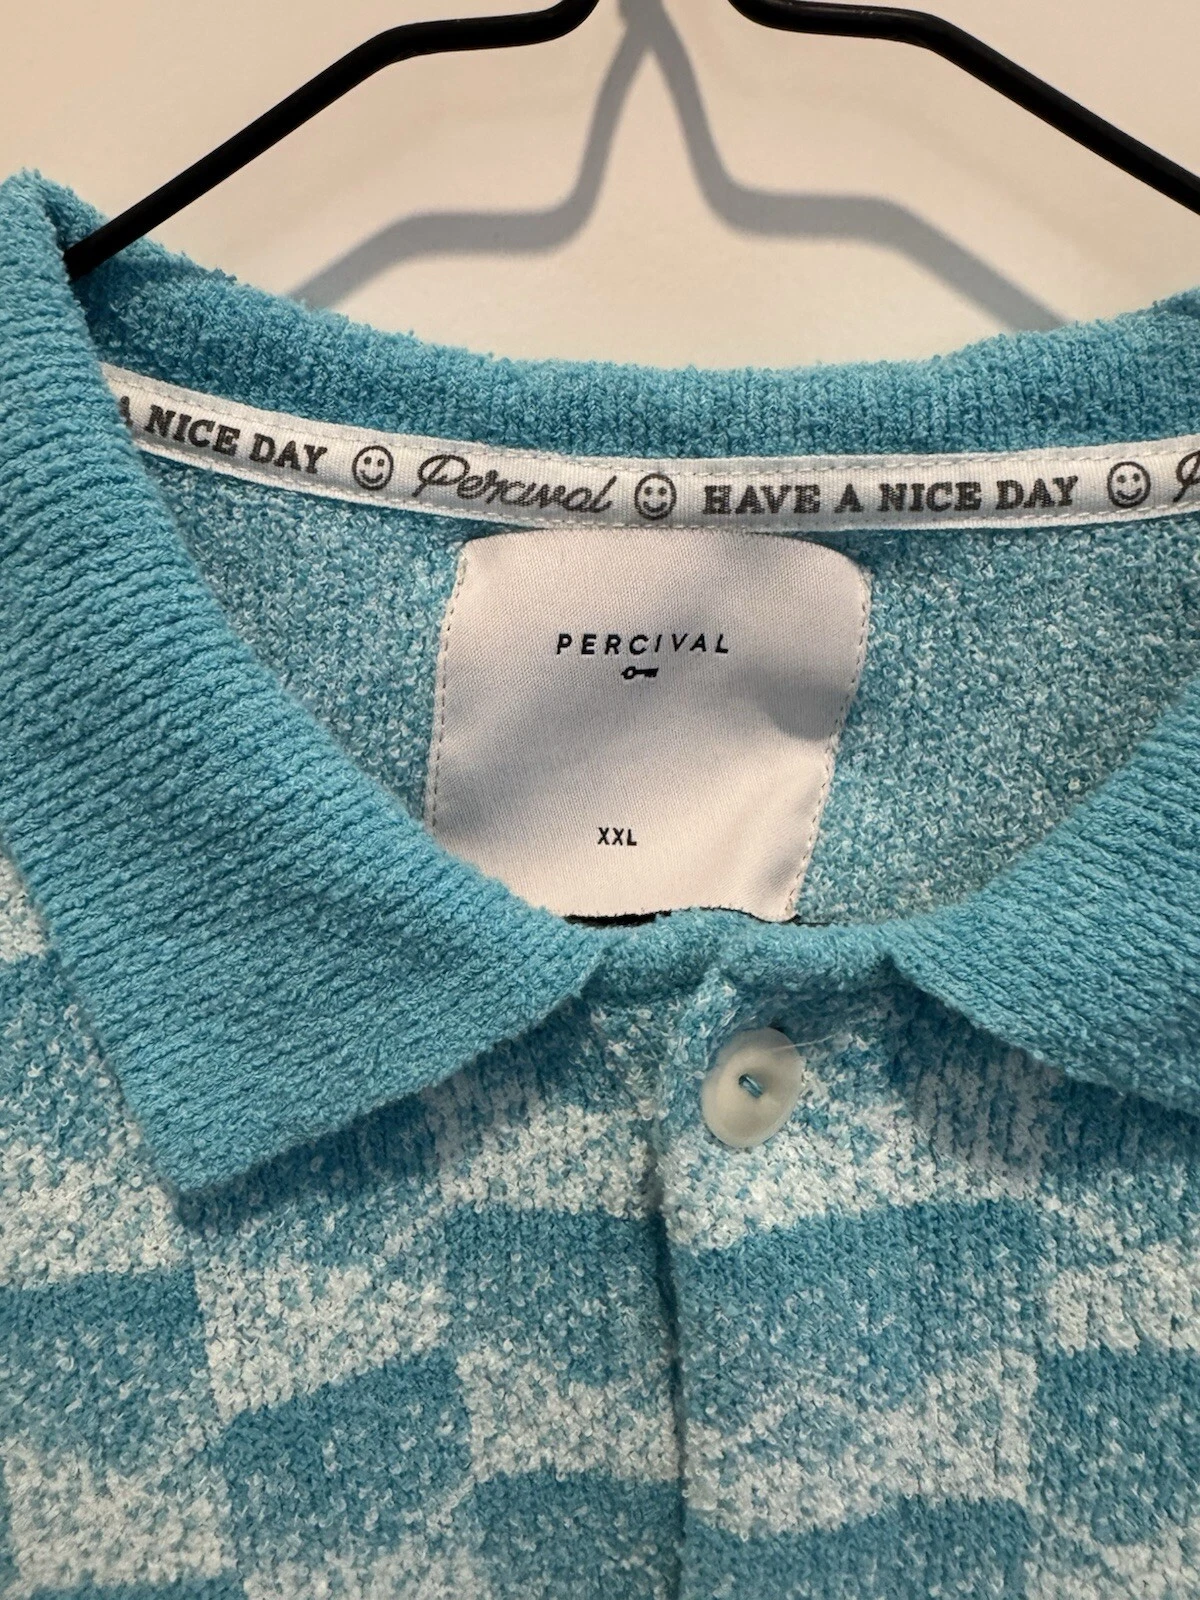 A NICE DAY Percival HAVE A NICE DAY
PERCIVAL
XXL